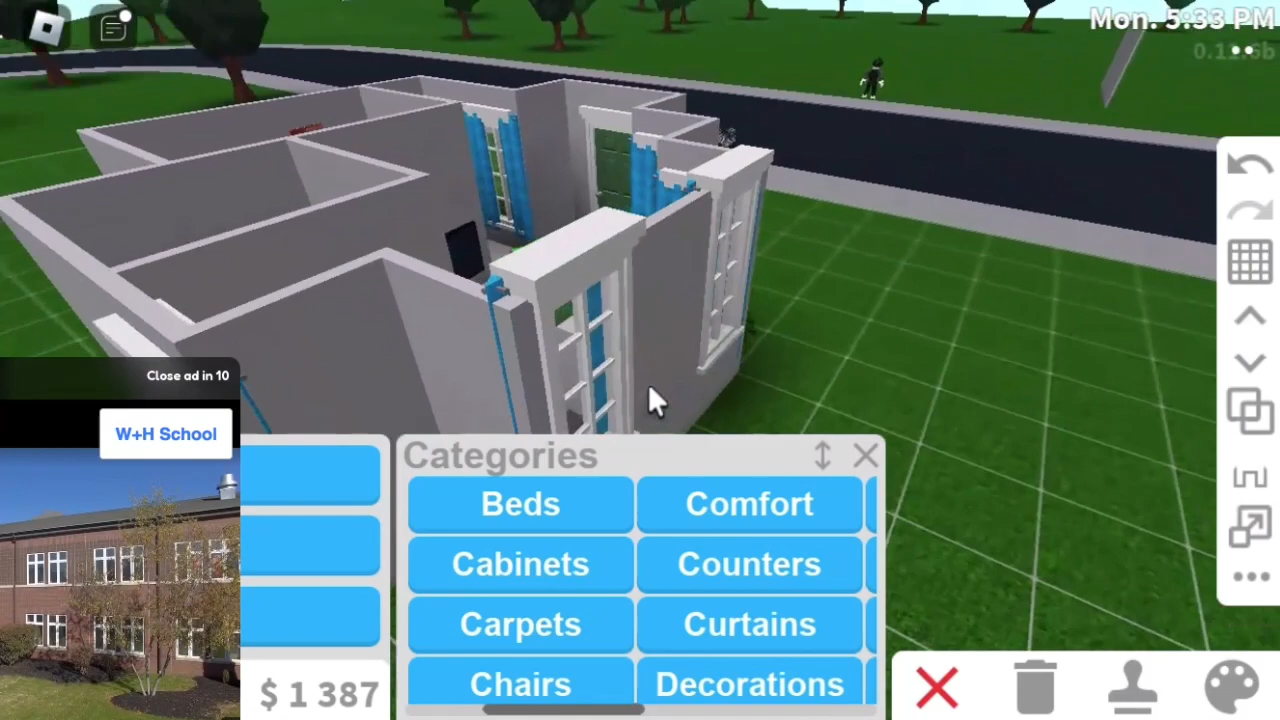 Mon. 5:33 PM
Close ad in 10
W+H School
Categories
Beds
Comfort
Cabinets
Counters
Carpets
Curtains
Chairs
Decorations
$ 1 387